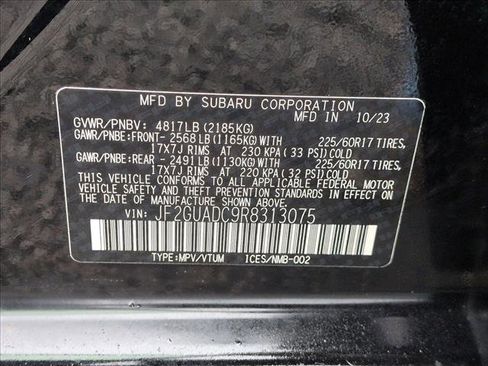 MFD BY SUBARU CORPORATION
MFD IN 10/23
GVWR/PNBV: 4817LB (2185KG)
GAWR/PNBE:FRONT- 2568LB (1165KG)WITH 225/60R17 TIRES,
17X7J RIMS AT 230 KPA (33 PSI)COLD
GAWR/PNBE:REAR - 2491LB (1130KG)WITH 225/60R17 TIRES,
17X7J RIMS AT 220 KPA (32 PSI)COLD
THIS VEHICLE CONFORMS TO ALL APPLICABLE FEDERAL MOTOR
VEHICLE SAFETY STANDARDS IN EFFECT ON THE
DATE OF MANUFACTURE SHOWN ABOVE.
VIN: JF2GUADC9R8313075
TYPE:MPV/VTUM ICES/NMB-002